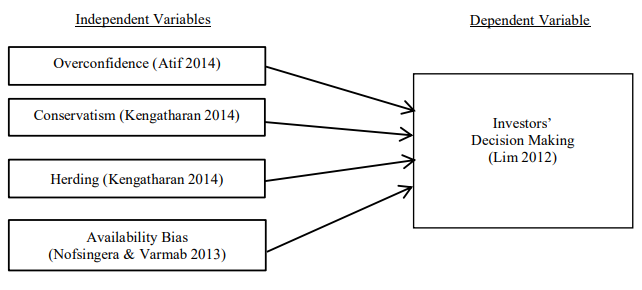 Independent Variables
Dependent Variable
Overconfidence (Atif 2014)
Conservatism (Kengatharan 2014)
Herding (Kengatharan 2014)
Availability Bias
(Nofsingera & Varmab 2013)
Investors’
Decision Making
(Lim 2012)